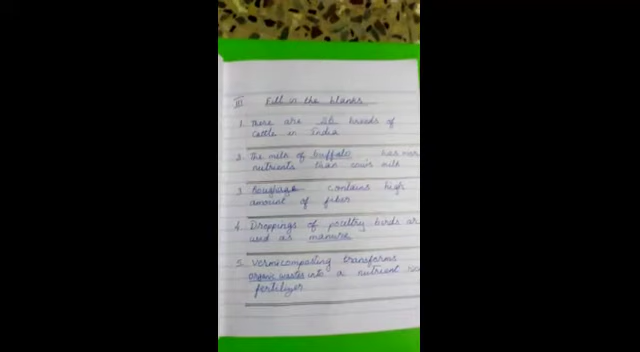 III Fill in the blanks
1. There are 26 breeds of
cattle in India
2. The milk of buffalo has more
nutrients than cow's milk
3. Roughage contains high
amount of fiber
4. Droppings of poultry birds ar
used as manure
5. Vermicomposting transforms
organic wastes into a nutrient
fertilizer